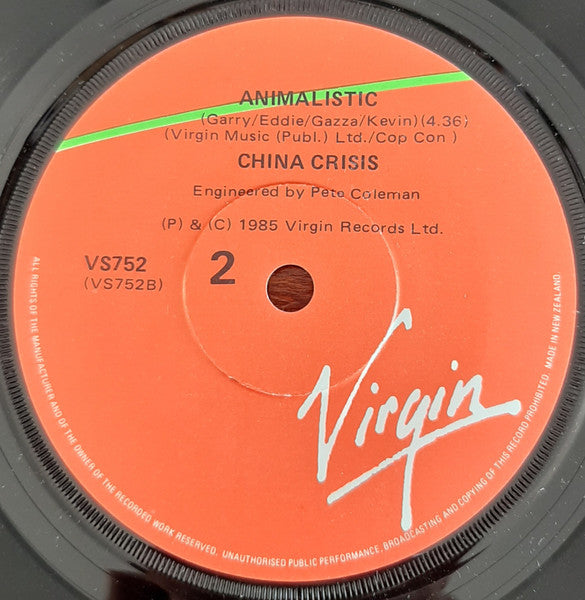 ANIMALISTIC
(Garry/Eddie/Gazza/Kevin)(4.36)
(Virgin Music (Publ.) Ltd./Cop Con )
CHINA CRISIS
Engineered by Pete Coleman
(P) & (C) 1985 Virgin Records Ltd.
VS752
(VS752B)
2
Virgin
ALL RIGHTS OF THE MANUFACTURER AND OF THE OWNER OF THE RECORDED WORK RESERVED. UNAUTHORISED PUBLIC PERFORMANCE, BROADCASTING AND COPYING OF THIS RECORD PROHIBITED. MADE IN NEW ZEALAND.